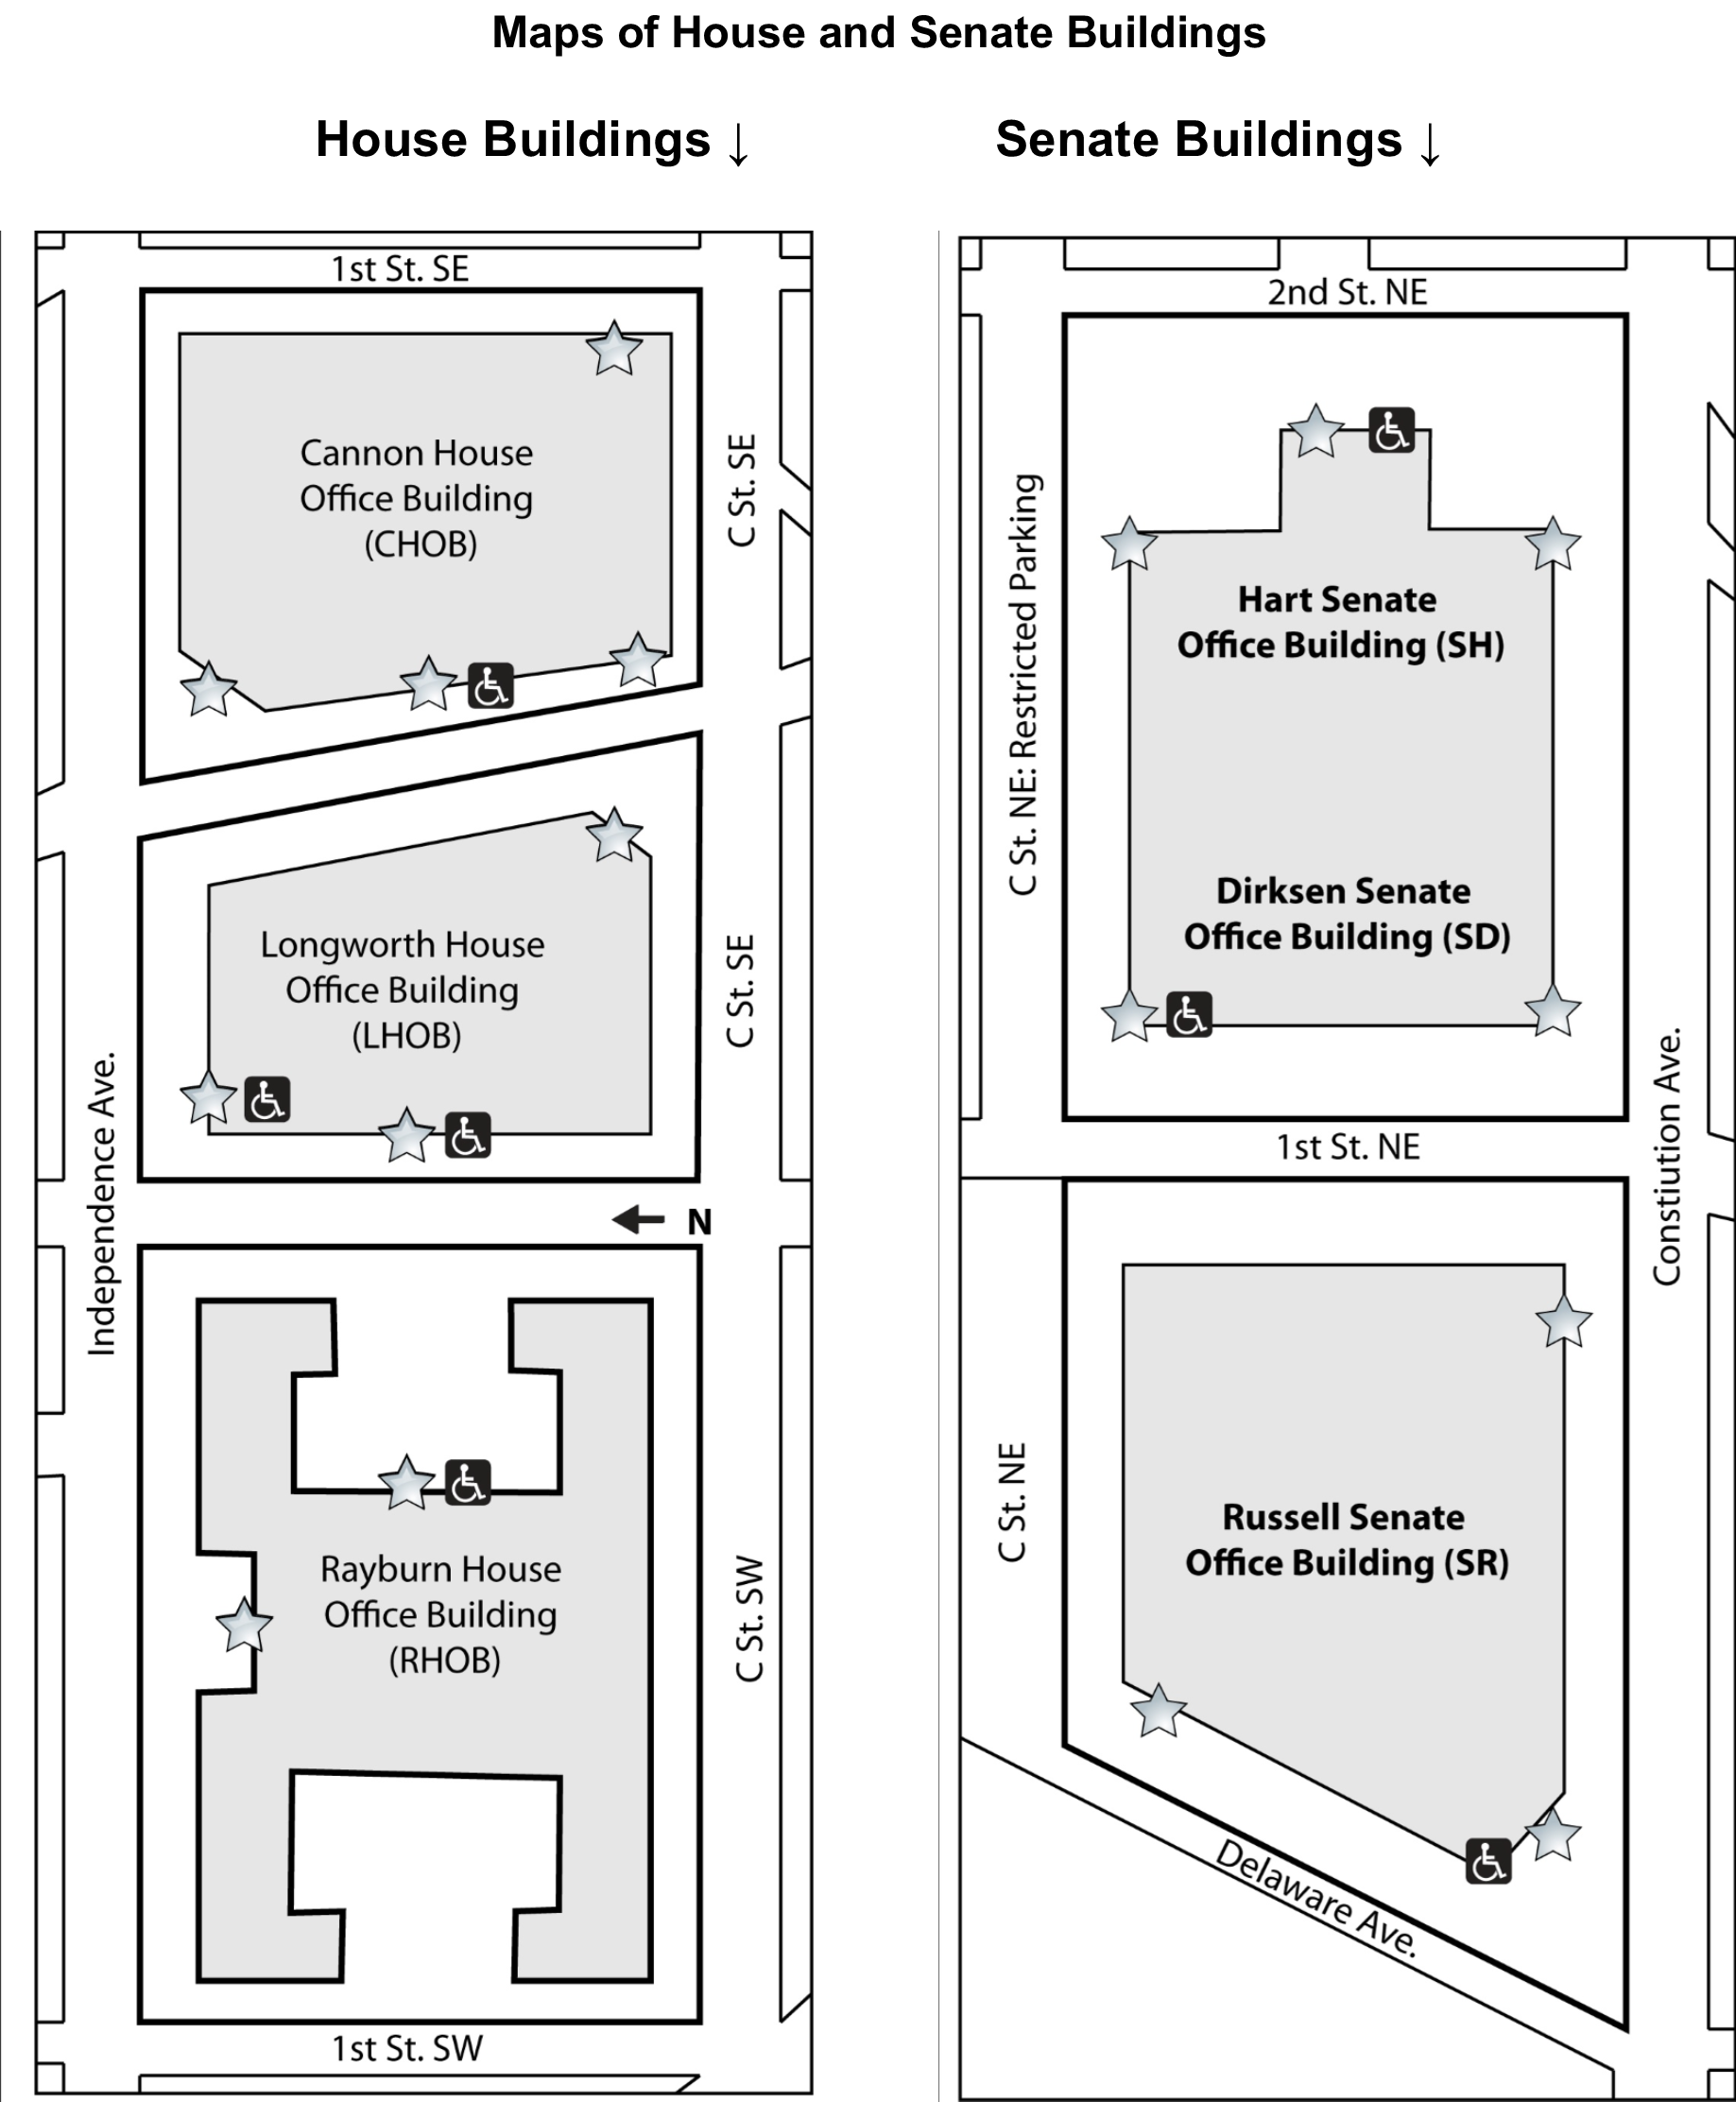 Maps of House and Senate Buildings
House Buildings ↓
Senate Buildings ↓
1st St. SE
Cannon House
Office Building
(CHOB)
C St. SE
Longworth House
Office Building
(LHOB)
C St. SE
Independence Ave.
← N
Rayburn House
Office Building
(RHOB)
C St. SW
1st St. SW
2nd St. NE
C St. NE: Restricted Parking
Hart Senate
Office Building (SH)
Dirksen Senate
Office Building (SD)
1st St. NE
Constiution Ave.
C St. NE
Russell Senate
Office Building (SR)
Delaware Ave.